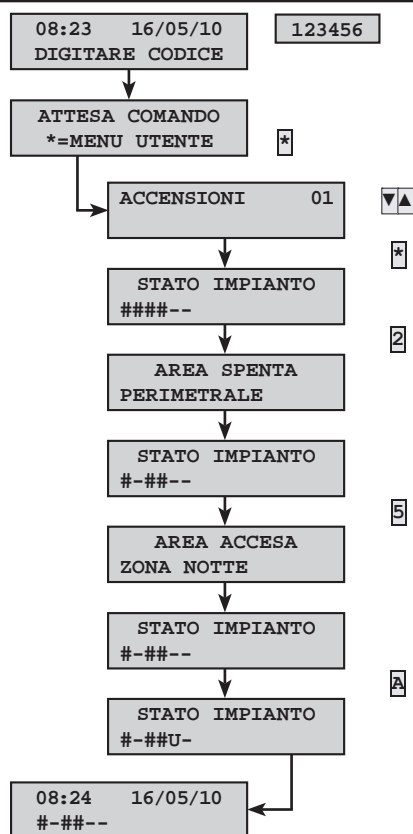 08:23 16/05/10
123456
DIGITARE CODICE
ATTESA COMANDO
*=MENU UTENTE
*
ACCENSIONI 01
▼▲
*
STATO IMPIANTO
####--
2
AREA SPENTA
PERIMETRALE
STATO IMPIANTO
#-##--
5
AREA ACCESA
ZONA NOTTE
STATO IMPIANTO
#-##--
A
STATO IMPIANTO
#-##U-
08:24 16/05/10
#-##--